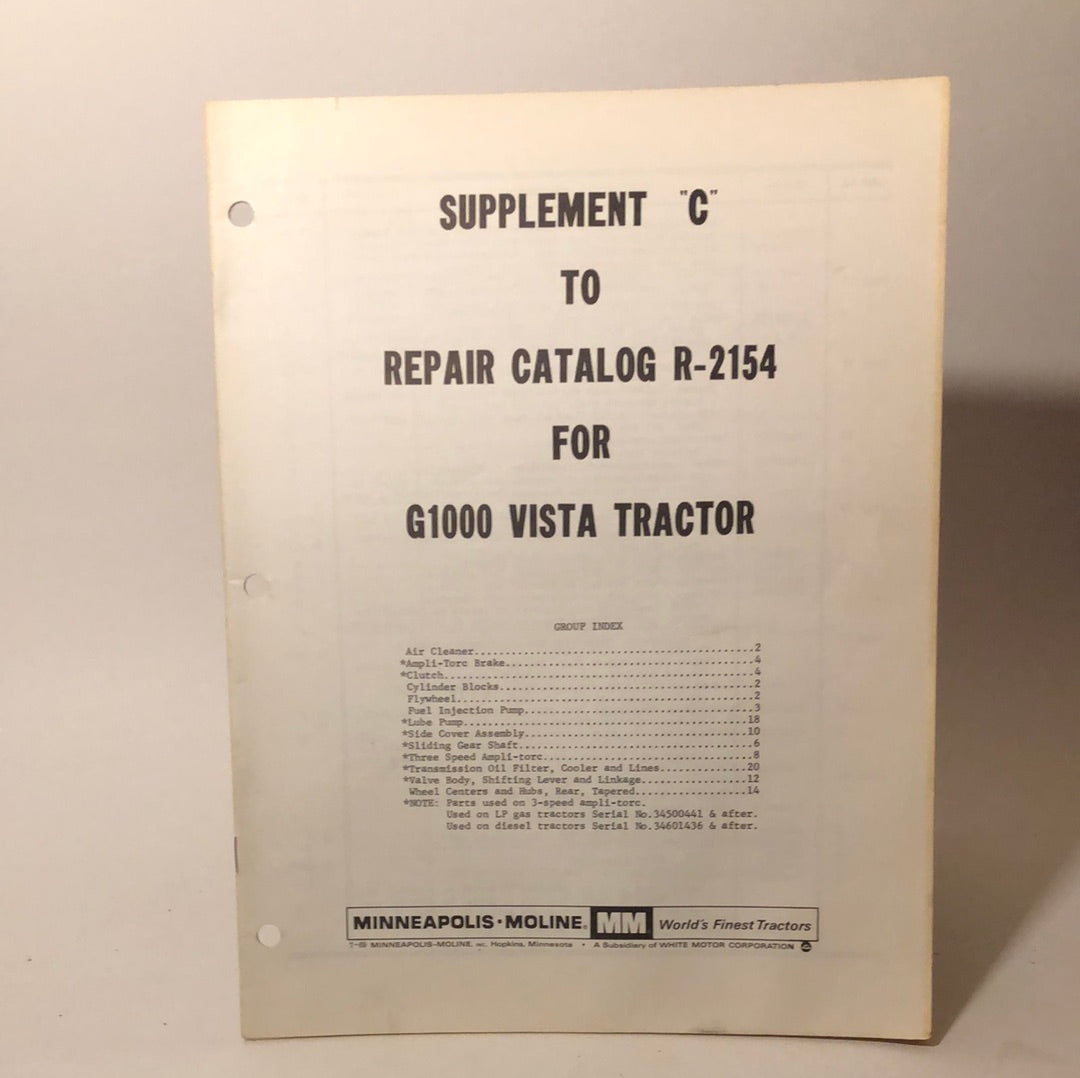 SUPPLEMENT "C"
TO
REPAIR CATALOG R-2154
FOR
G1000 VISTA TRACTOR
GROUP INDEX
Air Cleaner..............................................2
*Ampli-Torc Brake.........................................4
*Clutch...................................................4
Cylinder Blocks..........................................2
Flywheel.................................................2
Fuel Injection Pump......................................3
*Lube Pump...............................................18
*Side Cover Assembly.....................................10
*Sliding Gear Shaft.......................................6
*Three Speed Ampli-torc...................................8
*Transmission Oil Filter, Cooler and Lines...............20
*Valve Body, Shifting Lever and Linkage..................12
Wheel Centers and Hubs, Rear, Tapered...................14
*NOTE: Parts used on 3-speed ampli-torc.
Used on LP gas tractors Serial No.34500441 & after.
Used on diesel tractors Serial No.34601436 & after.
MINNEAPOLIS·MOLINE® MM® World's Finest Tractors
MINNEAPOLIS-MOLINE, INC. Hopkins, Minnesota • A Subsidiary of WHITE MOTOR CORPORATION